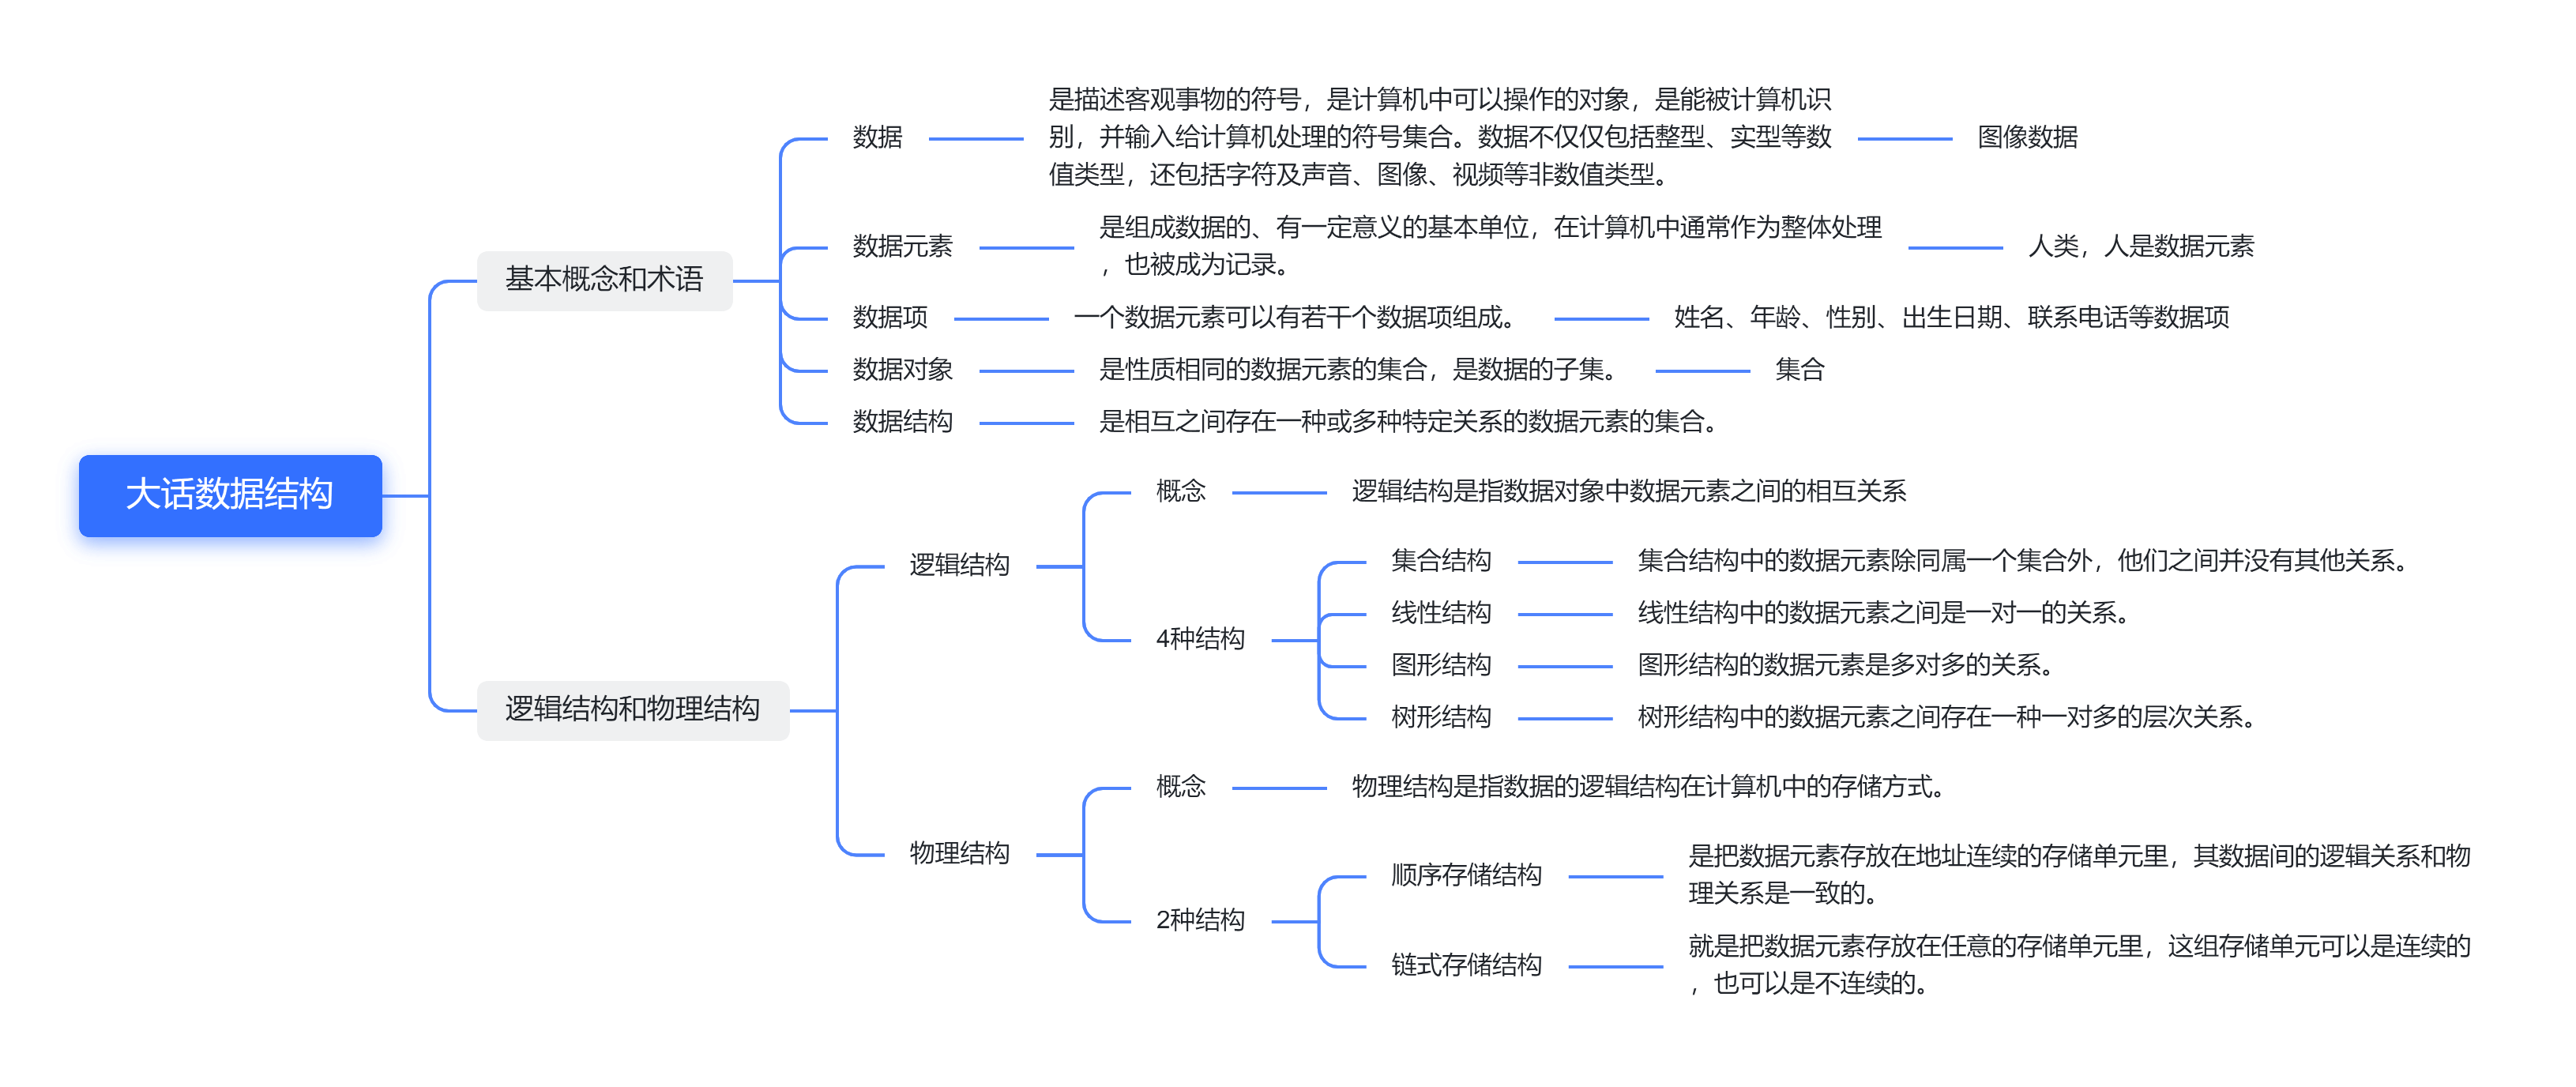 大话数据结构
基本概念和术语
数据
是描述客观事物的符号，是计算机中可以操作的对象，是能被计算机识
别，并输入给计算机处理的符号集合。数据不仅仅包括整型、实型等数
值类型，还包括字符及声音、图像、视频等非数值类型。
图像数据
数据元素
是组成数据的、有一定意义的基本单位，在计算机中通常作为整体处理
，也被成为记录。
人类，人是数据元素
数据项
一个数据元素可以有若干个数据项组成。
姓名、年龄、性别、出生日期、联系电话等数据项
数据对象
是性质相同的数据元素的集合，是数据的子集。
集合
数据结构
是相互之间存在一种或多种特定关系的数据元素的集合。
逻辑结构和物理结构
逻辑结构
概念
逻辑结构是指数据对象中数据元素之间的相互关系
4种结构
集合结构
集合结构中的数据元素除同属一个集合外，他们之间并没有其他关系。
线性结构
线性结构中的数据元素之间是一对一的关系。
图形结构
图形结构的数据元素是多对多的关系。
树形结构
树形结构中的数据元素之间存在一种一对多的层次关系。
物理结构
概念
物理结构是指数据的逻辑结构在计算机中的存储方式。
2种结构
顺序存储结构
是把数据元素存放在地址连续的存储单元里，其数据间的逻辑关系和物
理关系是一致的。
链式存储结构
就是把数据元素存放在任意的存储单元里，这组存储单元可以是连续的
，也可以是不连续的。